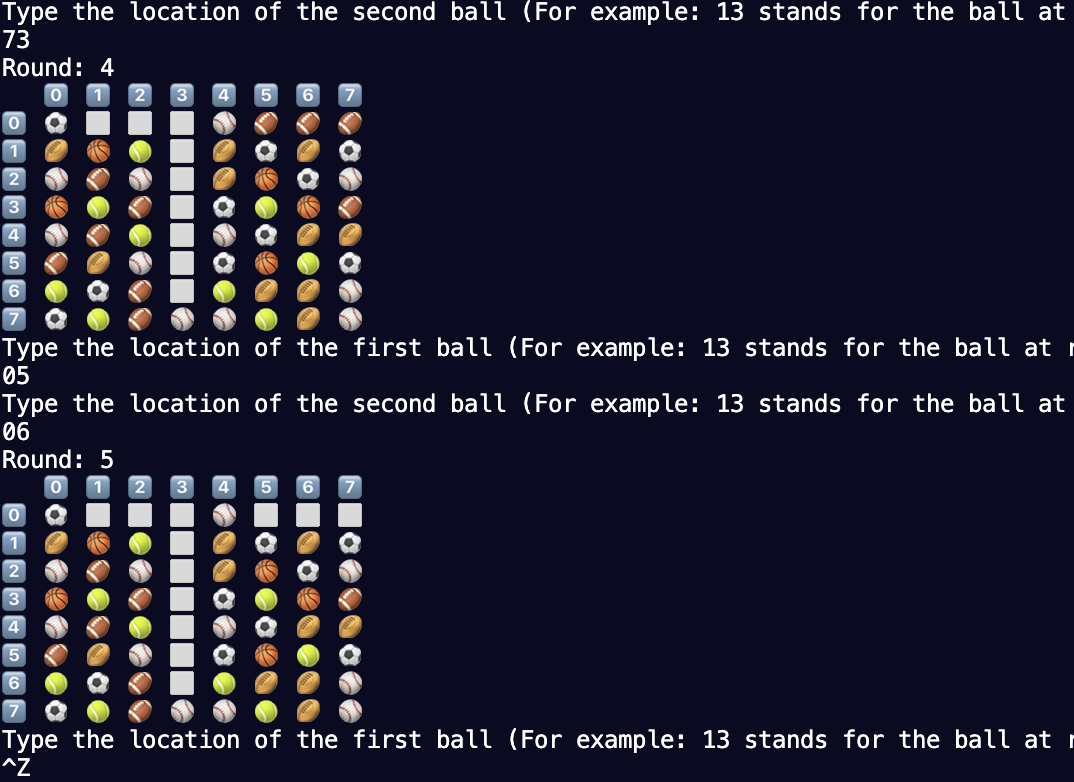 Type the location of the second ball (For example: 13 stands for the ball at
73
Round: 4
0 1 2 3 4 5 6 7
0
1
2
3
4
5
6
7
Type the location of the first ball (For example: 13 stands for the ball at
05
Type the location of the second ball (For example: 13 stands for the ball at
06
Round: 5
0 1 2 3 4 5 6 7
0
1
2
3
4
5
6
7
Type the location of the first ball (For example: 13 stands for the ball at
^Z